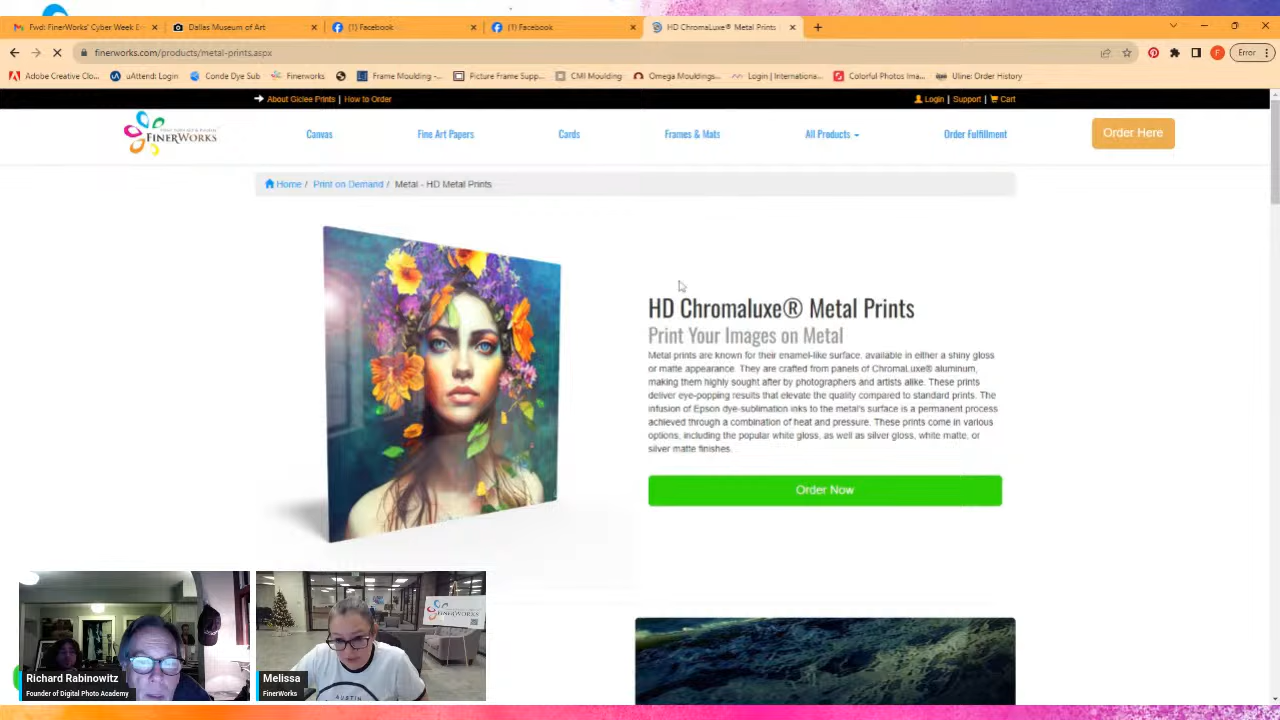 Fwd: FinerWorks' Cyber Week E
Dallas Museum of Art
(1) Facebook
(1) Facebook
HD ChromaLuxe® Metal Prints
finerworks.com/products/metal-prints.aspx
Error
Adobe Creative Clo...
uAttend: Login
Conde Dye Sub
Finerworks
Frame Moulding -...
Picture Frame Supp...
CMI Moulding
Omega Mouldings...
Login | Internationa...
Colorful Photos Ima...
Uline: Order History
About Giclee Prints | How to Order
Login | Support | Cart
FINERWORKS
Canvas
Fine Art Papers
Cards
Frames & Mats
All Products
Order Fulfillment
Order Here
Home / Print on Demand / Metal - HD Metal Prints
HD Chromaluxe® Metal Prints
Print Your Images on Metal
Metal prints are known for their enamel-like surface, available in either a shiny gloss
or matte appearance. They are crafted from panels of ChromaLuxe® aluminum,
making them highly sought after by photographers and artists alike. These prints
deliver eye-popping results that elevate the quality compared to standard prints. The
infusion of Epson dye-sublimation inks to the metal's surface is a permanent process
achieved through a combination of heat and pressure. These prints come in various
options, including the popular white gloss, as well as silver gloss, white matte, or
silver matte finishes.
Order Now
FINERWORKS
AUSTIN
Richard Rabinowitz
Founder of Digital Photo Academy
Melissa
FinerWorks